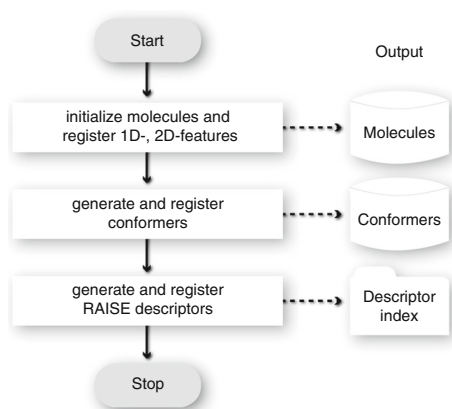 Start
Output
initialize molecules and
register 1D-, 2D-features
Molecules
generate and register
conformers
Conformers
generate and register
RAISE descriptors
Descriptor
index
Stop